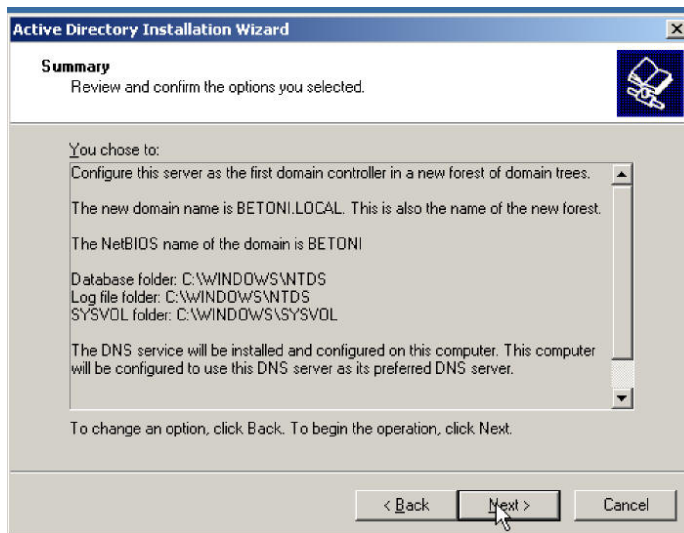 Active Directory Installation Wizard
Summary
Review and confirm the options you selected.
You chose to:
Configure this server as the first domain controller in a new forest of domain trees.
The new domain name is BETONI.LOCAL. This is also the name of the new forest.
The NetBIOS name of the domain is BETONI
Database folder: C:\WINDOWS\NTDS
Log file folder: C:\WINDOWS\NTDS
SYSVOL folder: C:\WINDOWS\SYSVOL
The DNS service will be installed and configured on this computer. This computer
will be configured to use this DNS server as its preferred DNS server.
To change an option, click Back. To begin the operation, click Next.
< Back Next > Cancel